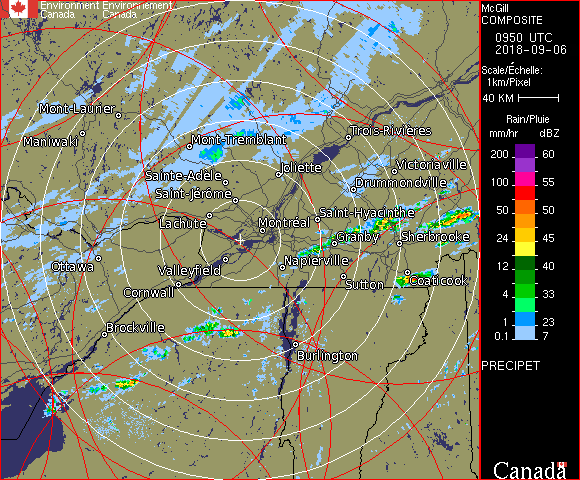 Environment Environnement
Canada Canada
McGill
COMPOSITE
0950 UTC
2018-09-06
Scale/Échelle:
1km/Pixel
40 KM
Rain/Pluie
mm/hr dBZ
200 60
100 55
50 50
24 45
12 40
4 33
1 23
0.1 7
PRECIPET
Canada
Mont-Laurier
Maniwaki
Mont-Tremblant
Trois-Rivières
Sainte-Adèle
Joliette
Victoriaville
Saint-Jérôme
Drummondville
Lachute
Montréal
Saint-Hyacinthe
Granby
Sherbrooke
Ottawa
Valleyfield
Napierville
Cornwall
Sutton
Coaticook
Brockville
Burlington